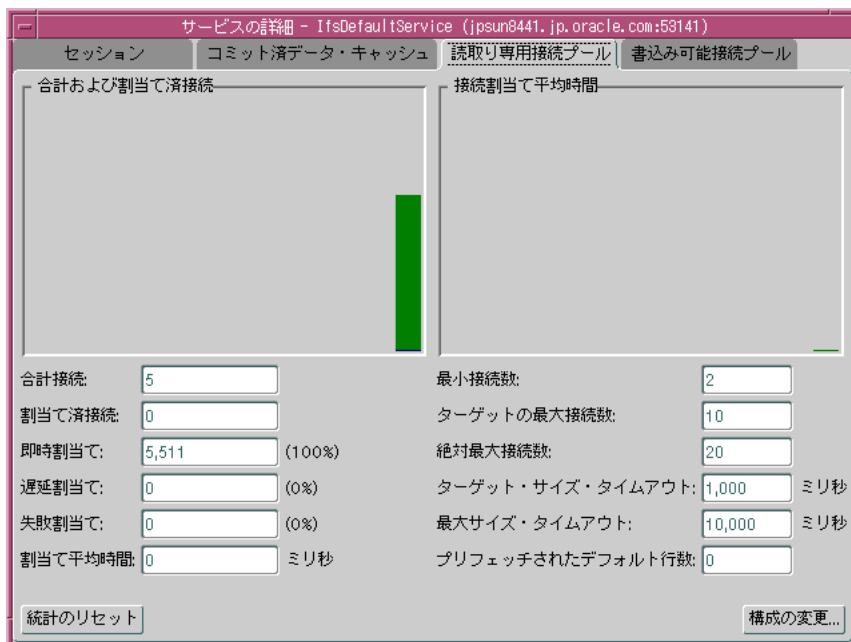 サービスの詳細 - IfsDefaultService (jpsun8441.jp.oracle.com:53141)
セッション コミット済データ・キャッシュ 読取り専用接続プール 書込み可能接続プール
合計および割当て済接続 接続割当て平均時間
合計接続: 5 最小接続数: 2
割当て済接続: 0 ターゲットの最大接続数: 10
即時割当て: 5,511 (100%) 絶対最大接続数: 20
遅延割当て: 0 (0%) ターゲット・サイズ・タイムアウト: 1,000 ミリ秒
失敗割当て: 0 (0%) 最大サイズ・タイムアウト: 10,000 ミリ秒
割当て平均時間: 0 ミリ秒 プリフェッチされたデフォルト行数: 0
統計のリセット 構成の変更...